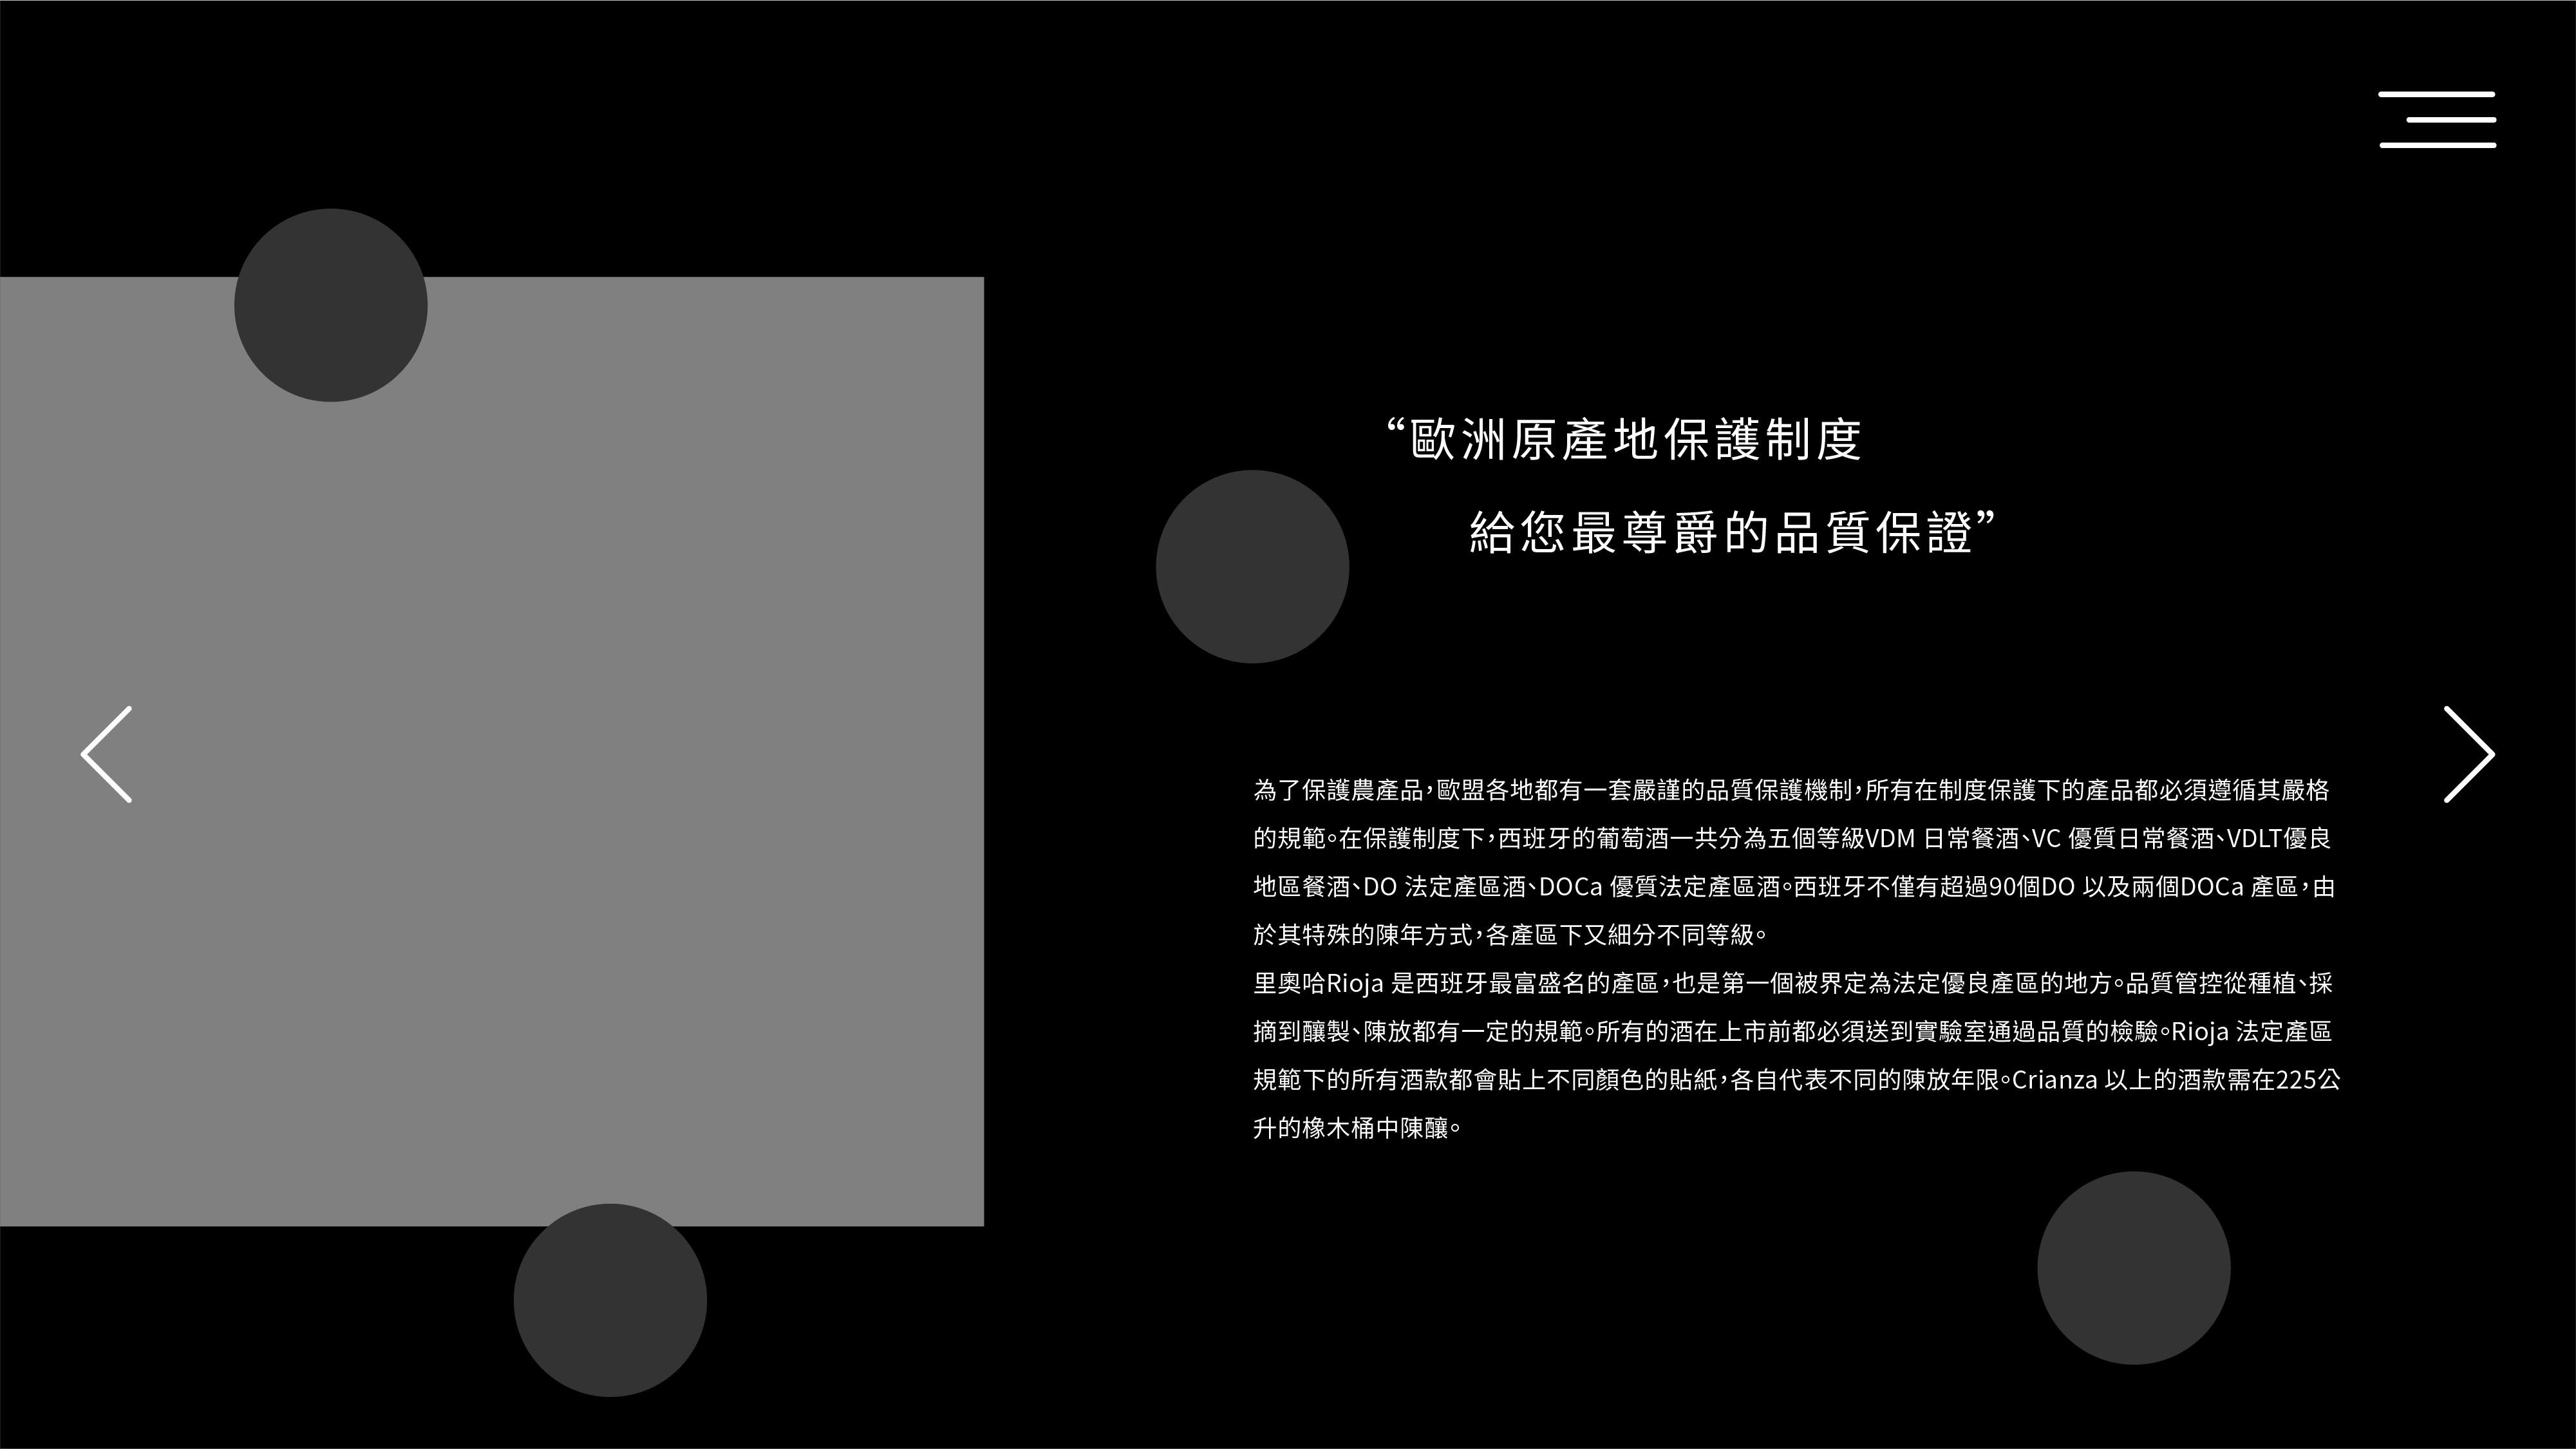 “歐洲原產地保護制度
給您最尊爵的品質保證”
為了保護農產品，歐盟各地都有一套嚴謹的品質保護機制，所有在制度保護下的產品都必須遵循其嚴格
的規範。在保護制度下，西班牙的葡萄酒一共分為五個等級VDM 日常餐酒、VC 優質日常餐酒、VDLT優良
地區餐酒、DO 法定產區酒、DOCa 優質法定產區酒。西班牙不僅有超過90個DO 以及兩個DOCa 產區，由
於其特殊的陳年方式，各產區下又細分不同等級。
里奧哈Rioja 是西班牙最富盛名的產區，也是第一個被界定為法定優良產區的地方。品質管控從種植、採
摘到釀製、陳放都有一定的規範。所有的酒在上市前都必須送到實驗室通過品質的檢驗。Rioja 法定產區
規範下的所有酒款都會貼上不同顏色的貼紙，各自代表不同的陳放年限。Crianza 以上的酒款需在225公
升的橡木桶中陳釀。